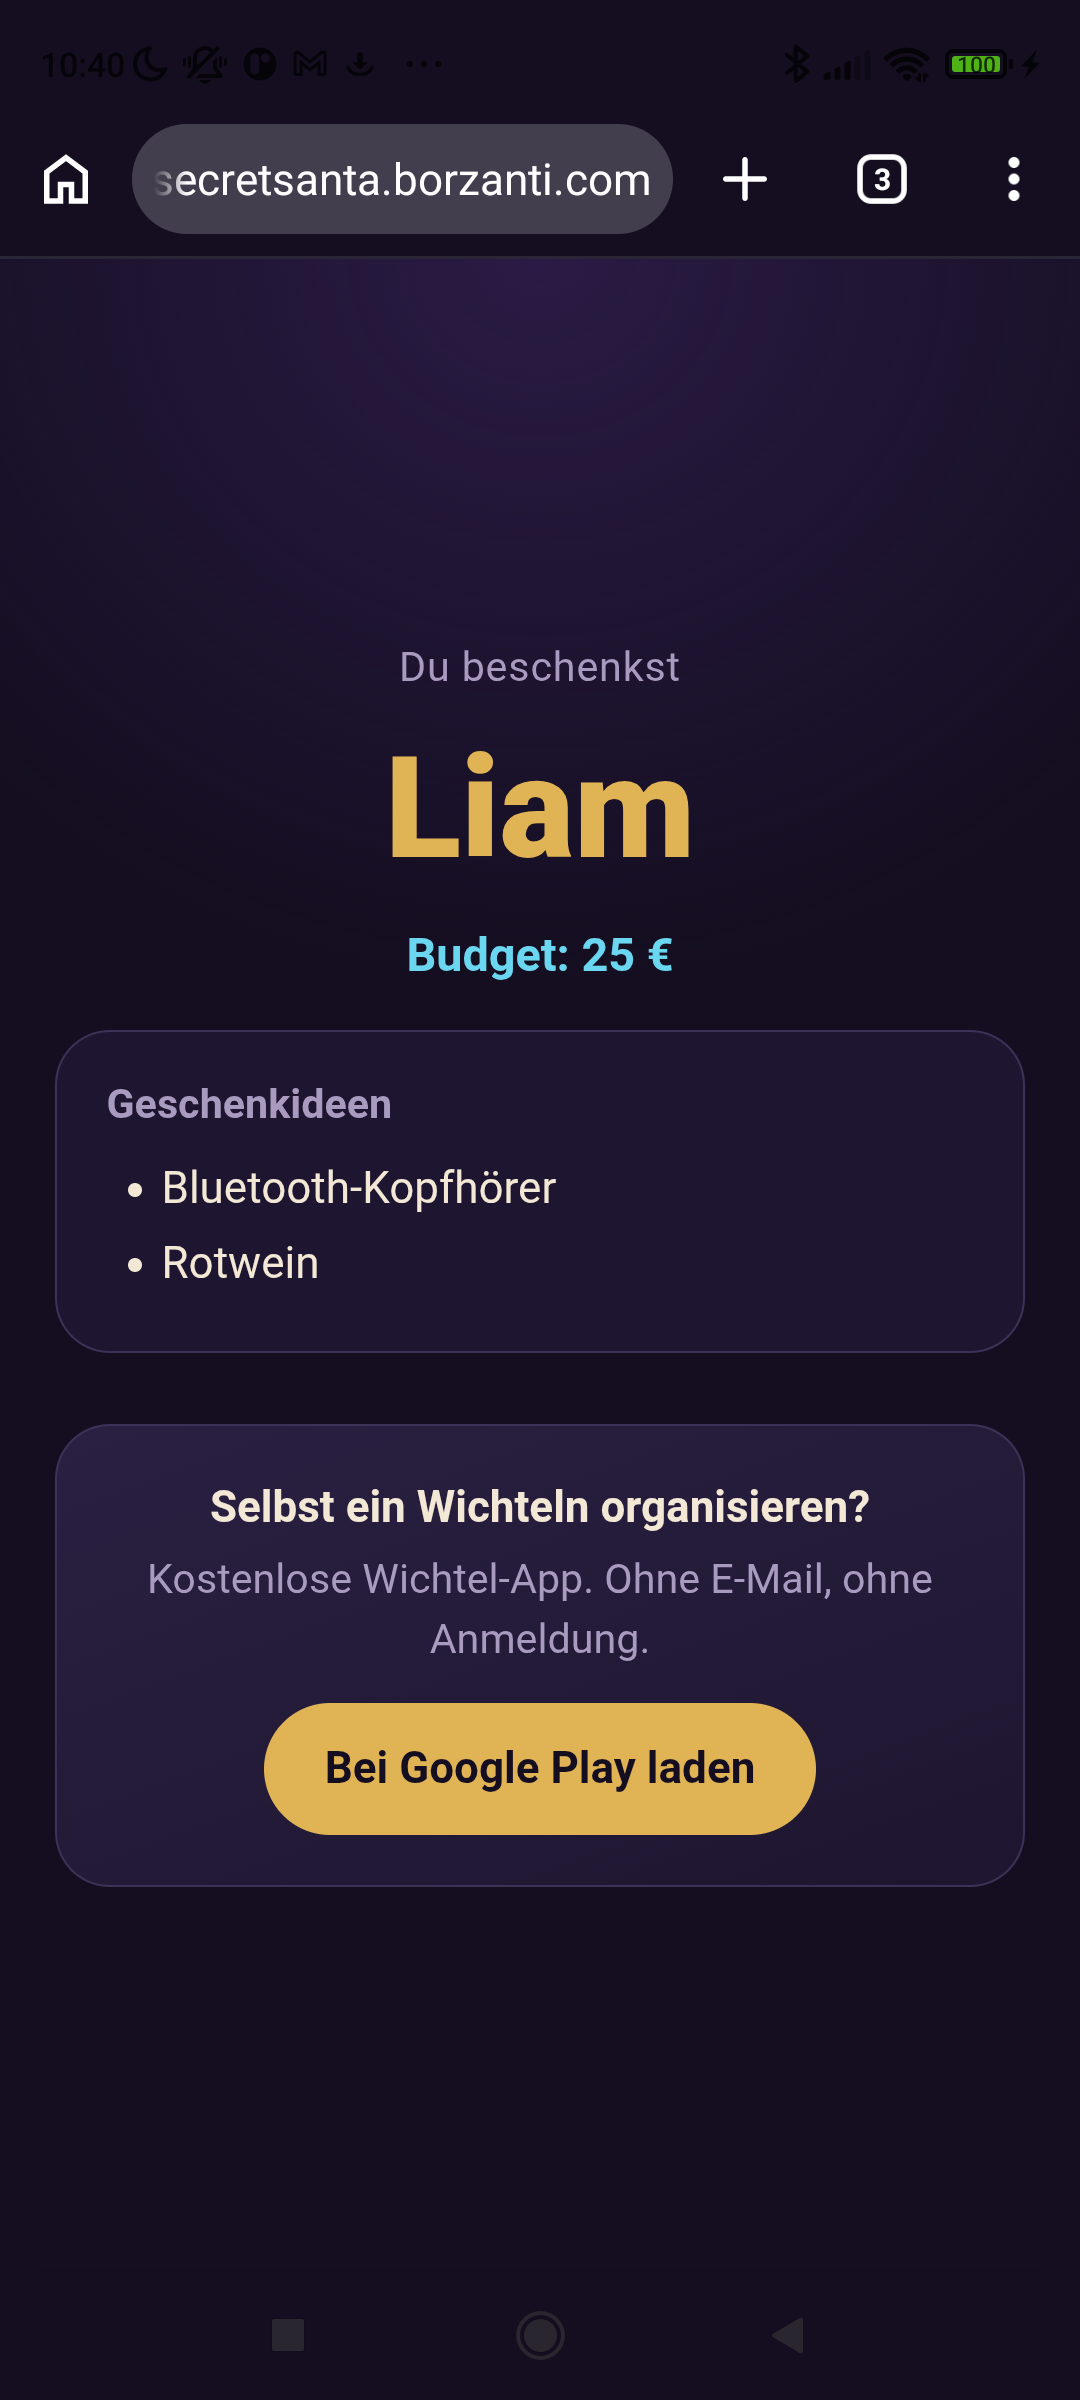 10:40
100
secretsanta.borzanti.com
3
Du beschenkst
Liam
Budget: 25 €
Geschenkideen
• Bluetooth-Kopfhörer
• Rotwein
Selbst ein Wichteln organisieren?
Kostenlose Wichtel-App. Ohne E-Mail, ohne
Anmeldung.
Bei Google Play laden